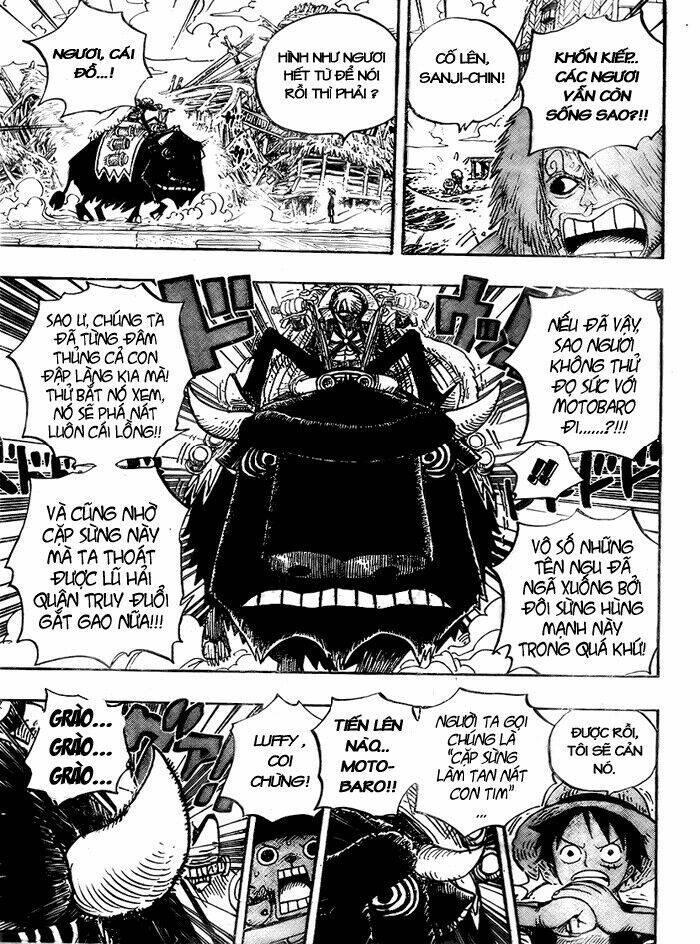 KHỐN KIẾP..
CÁC NGƯƠI
VẪN CÒN
SỐNG SAO?!!
CỐ LÊN,
SANJI-CHIN!
HÌNH NHƯ NGƯƠI
HẾT TỪ ĐỂ NÓI
RỒI THÌ PHẢI ?
NGƯƠI, CÁI
ĐỒ...!
NẾU ĐÃ VẬY,
SAO NGƯƠI
KHÔNG THỬ
ĐỌ SỨC VỚI
MOTOBARO
ĐI......?!!!
SAO Ư, CHÚNG TA
ĐÃ TỪNG ĐÂM
THỦNG CẢ CON
ĐẬP LÀNG KIA MÀ!
THỬ BẮT NÓ XEM,
NÓ SẼ PHÁ NÁT
LUÔN CÁI LỒNG!!
ドド
!!
ドド
VÔ SỐ NHỮNG
TÊN NGU ĐÃ
NGÃ XUỐNG BỞI
ĐÔI SỪNG HÙNG
MẠNH NÀY
TRONG QUÁ KHỨ!
VÀ CŨNG NHỜ
CẶP SỪNG NÀY
MÀ TA THOÁT
ĐƯỢC LŨ HẢI
QUÂN TRUY ĐUỔI
GẮT GAO NỮA!!!
ĐƯỢC RỒI,
TÔI SẼ CẢN
NÓ.
NGƯỜI TA GỌI
CHÚNG LÀ
"CẶP SỪNG
LÀM TAN NÁT
CON TIM"
TIẾN LÊN
NÀO...
MOTO-
BARO!!
LUFFY,
COI
CHỪNG!
GRÀO...
GRÀO...
GRÀO...